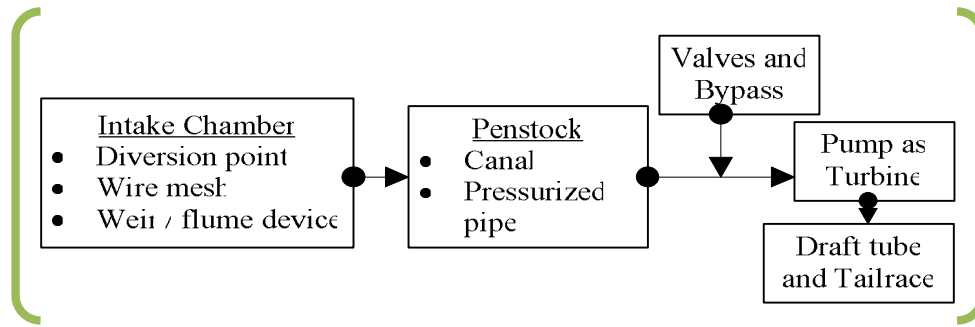 Intake Chamber
• Diversion point
• Wire mesh
• Weir / flume device
Penstock
• Canal
• Pressurized
pipe
Valves and
Bypass
Pump as
Turbine
Draft tube
and Tailrace